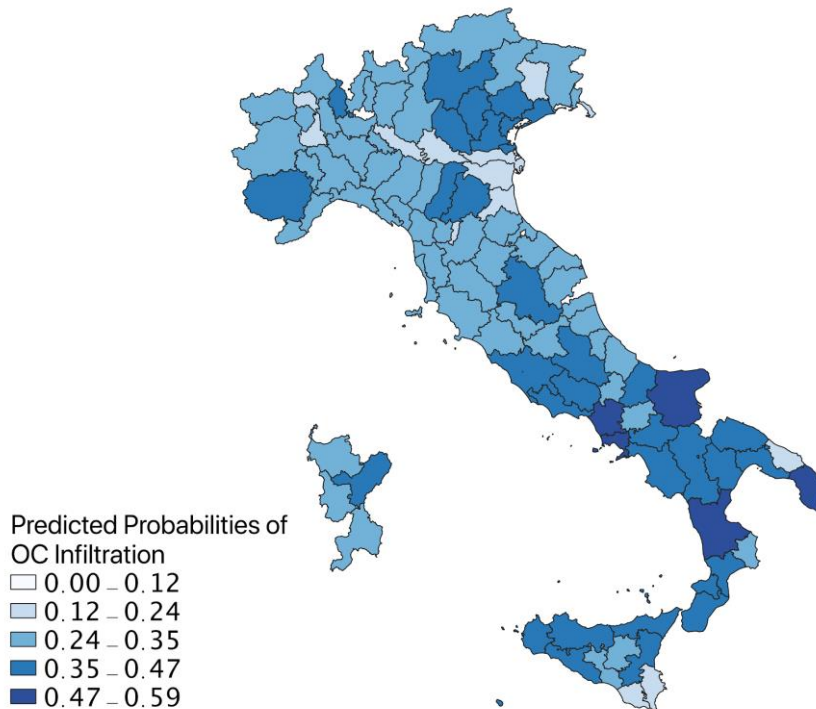 Predicted Probabilities of
OC Infiltration
0.00 – 0.12
0.12 – 0.24
0.24 – 0.35
0.35 – 0.47
0.47 – 0.59